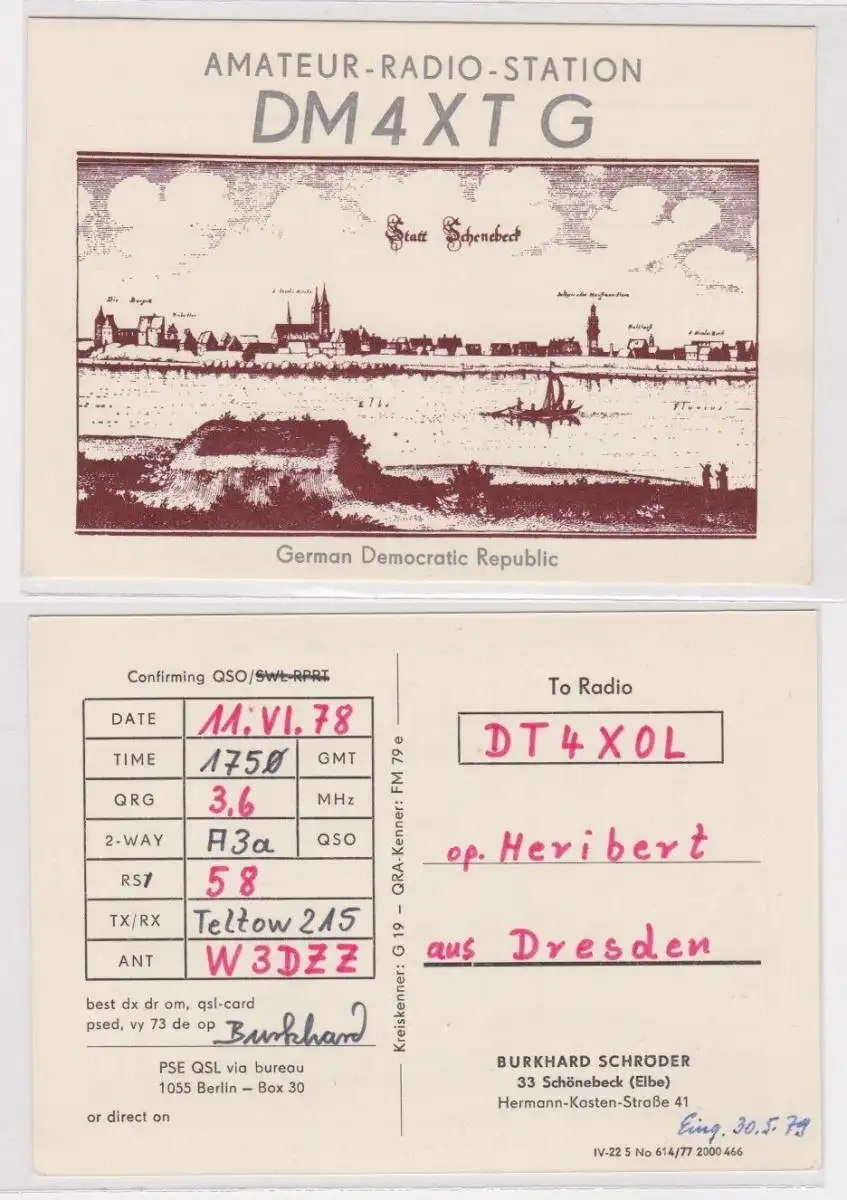 AMATEUR-RADIO-STATION
DM4XTG
Statt Schenebeck
Elbe
Fluvius
German Democratic Republic
Confirming QSO/SWL-RPRT
DATE 11.VI.78
TIME 1750 GMT
QRG 3,6 MHz
2-WAY A3a QSO
RST 58
TX/RX Teltow 215
ANT W3DZZ
best dx dr om, qsl-card
psed, vy 73 de op Burkhard
PSE QSL via bureau
1055 Berlin – Box 30
or direct on
Kreiskenner: G 19 – QRA-Kenner: FM 79 e
To Radio
DT4X0L
op. Heribert
aus Dresden
BURKHARD SCHRÖDER
33 Schönebeck (Elbe)
Hermann-Kasten-Straße 41
Eing. 30.5.79
IV-22 5 No 614/77 2000 466